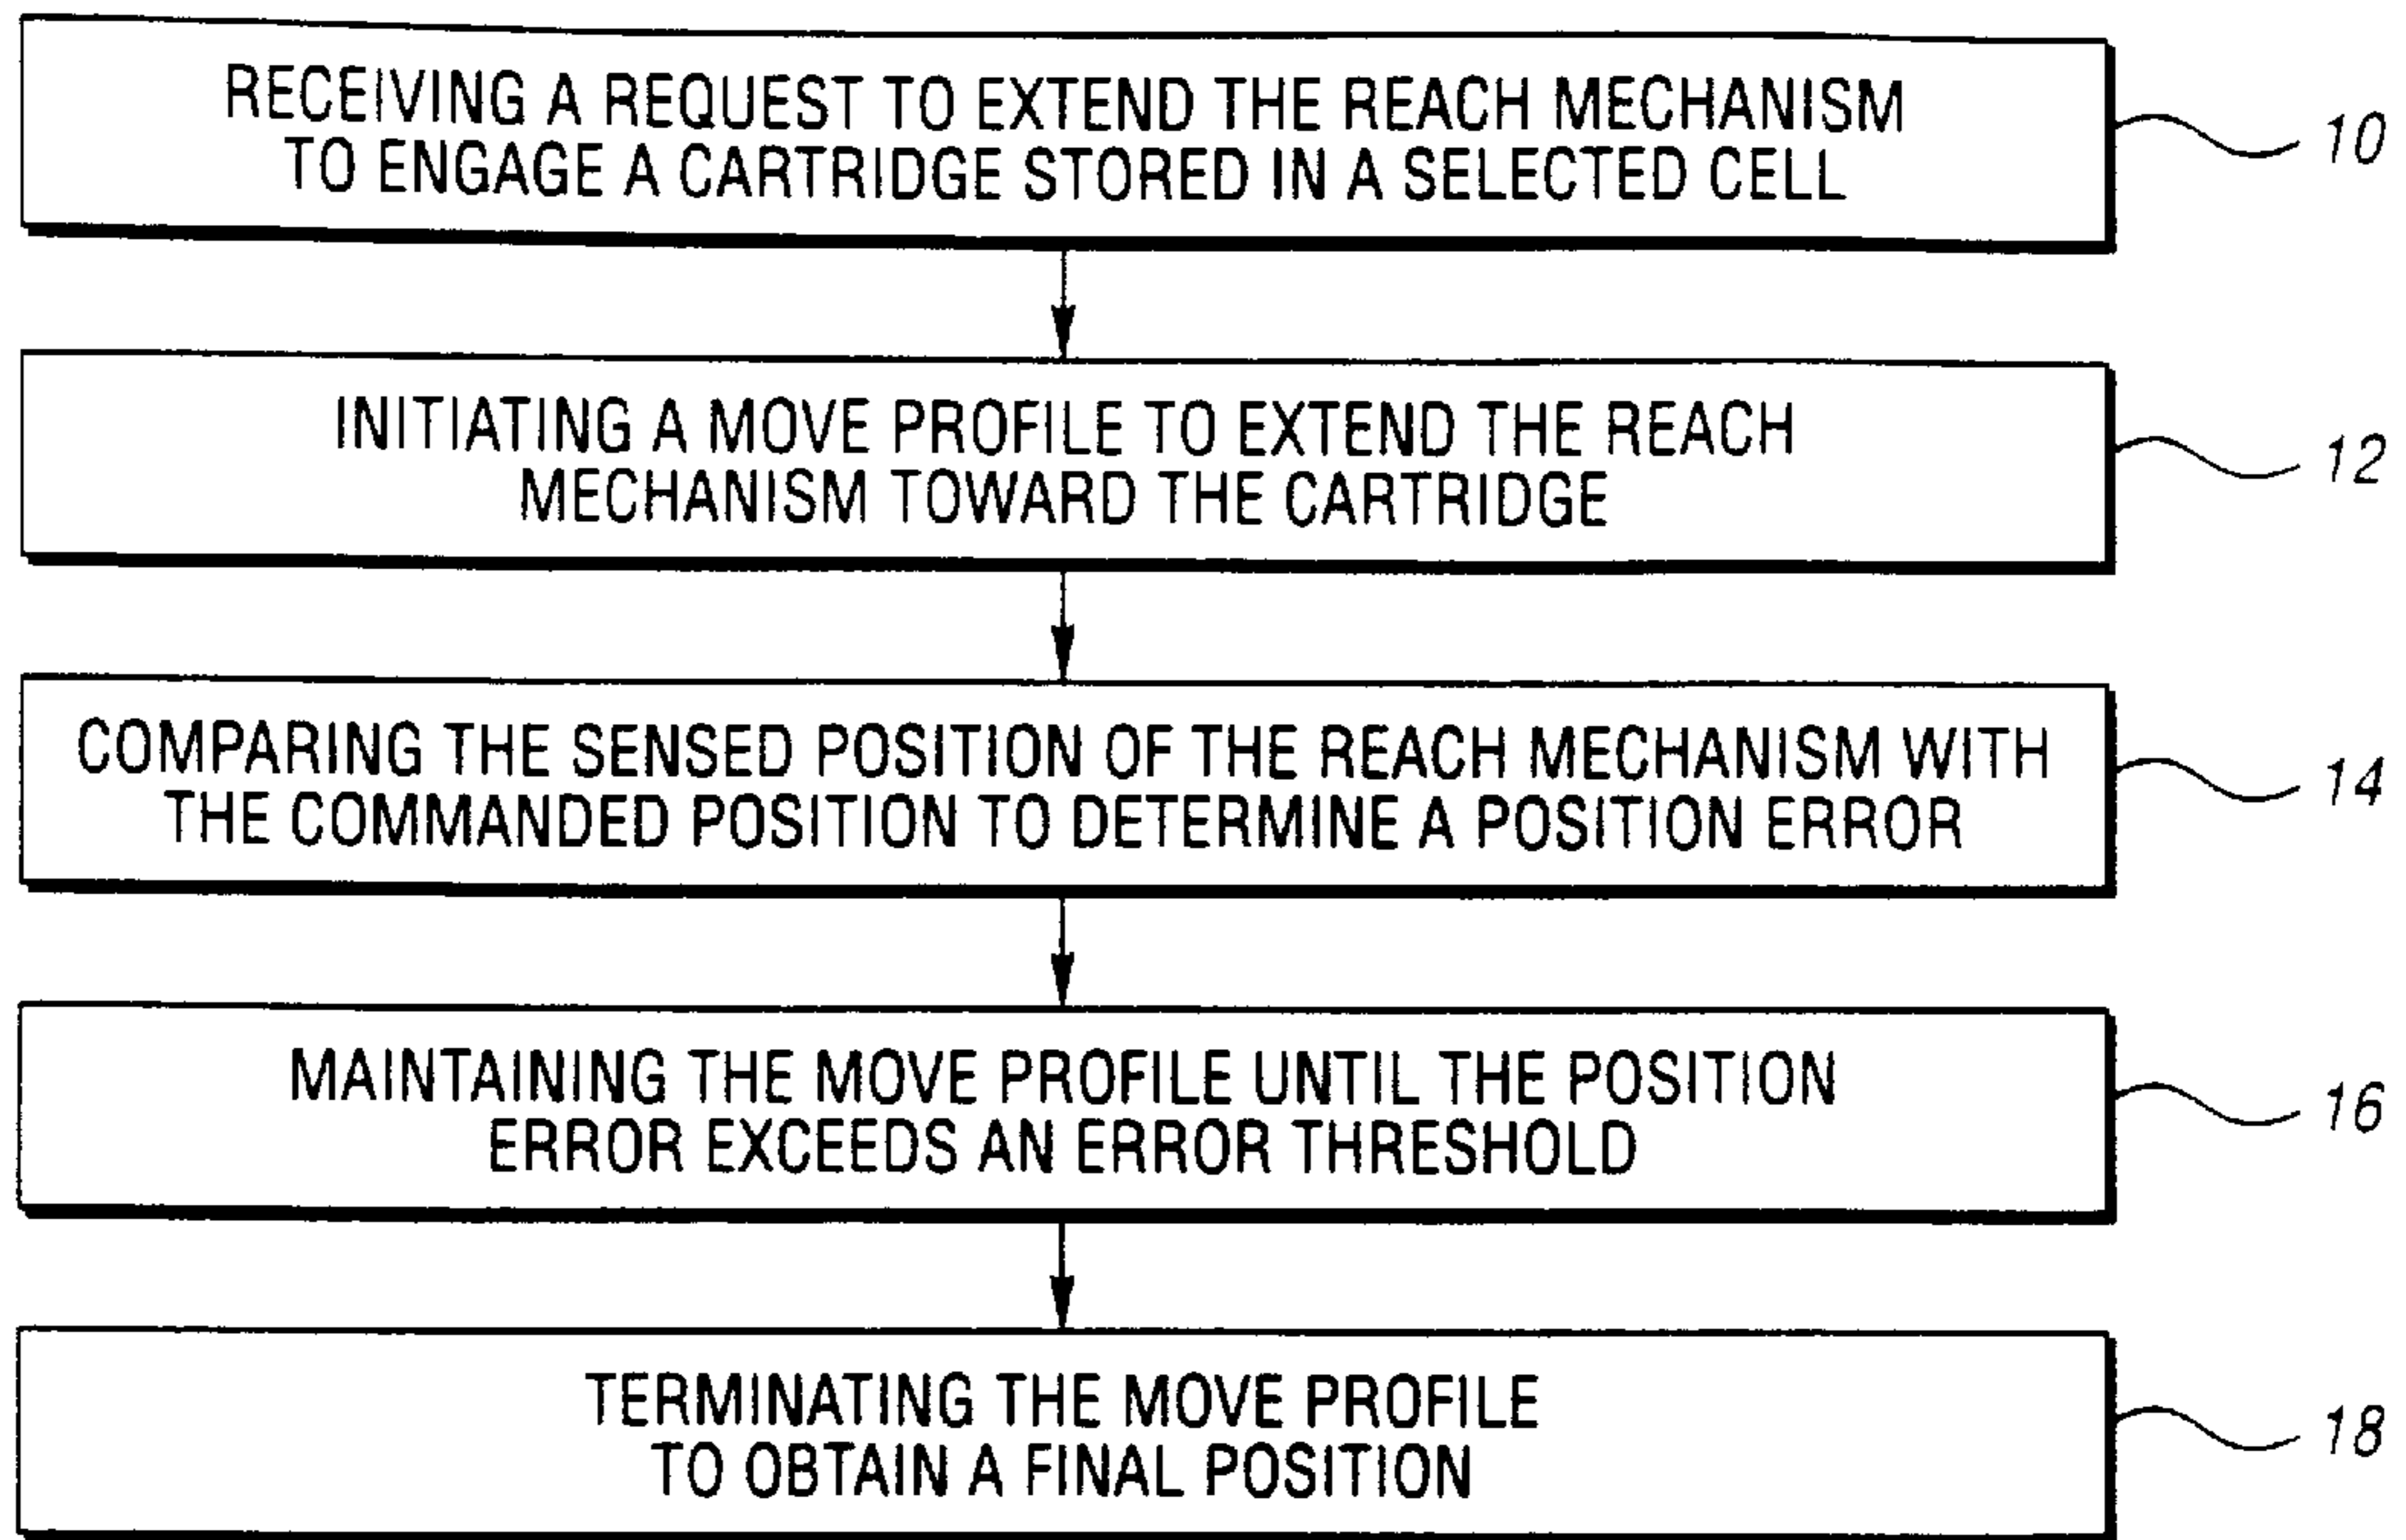 RECEIVING A REQUEST TO EXTEND THE REACH MECHANISM
TO ENGAGE A CARTRIDGE STORED IN A SELECTED CELL
10
INITIATING A MOVE PROFILE TO EXTEND THE REACH
MECHANISM TOWARD THE CARTRIDGE
12
COMPARING THE SENSED POSITION OF THE REACH MECHANISM WITH
THE COMMANDED POSITION TO DETERMINE A POSITION ERROR
14
MAINTAINING THE MOVE PROFILE UNTIL THE POSITION
ERROR EXCEEDS AN ERROR THRESHOLD
16
TERMINATING THE MOVE PROFILE
TO OBTAIN A FINAL POSITION
18